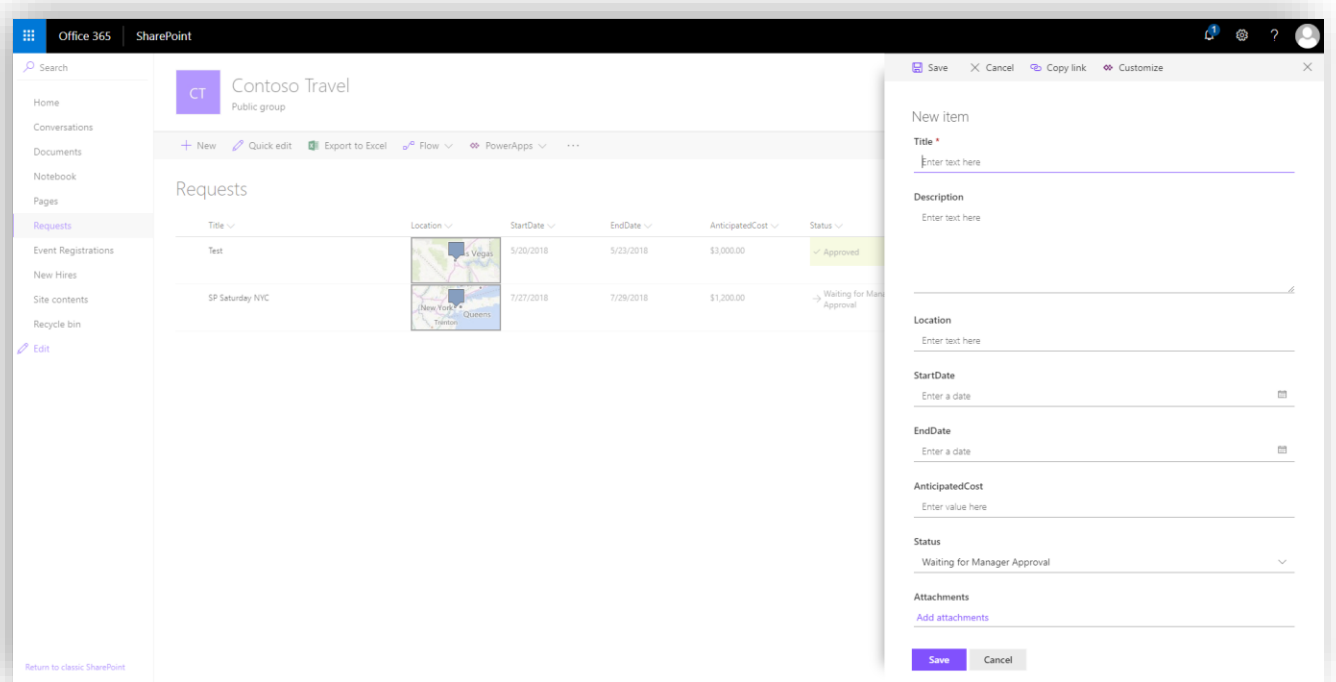 Office 365 SharePoint 1 ?
Search
Home
Conversations
Documents
Notebook
Pages
Requests
Event Registrations
New Hires
Site contents
Recycle bin
Edit
Return to classic SharePoint
CT
Contoso Travel
Public group
New Quick edit Export to Excel Flow PowerApps ...
Requests
Title Location StartDate EndDate AnticipatedCost Status
Test as Vegas 5/20/2018 5/23/2018 $3,000.00 Approved
SP Saturday NYC New York Queens Trenton 7/27/2018 7/29/2018 $1,200.00 Waiting for Mana
Approval
Save Cancel Copy link Customize
New item
Title *
Enter text here
Description
Enter text here
Location
Enter text here
StartDate
Enter a date
EndDate
Enter a date
AnticipatedCost
Enter value here
Status
Waiting for Manager Approval
Attachments
Add attachments
Save Cancel